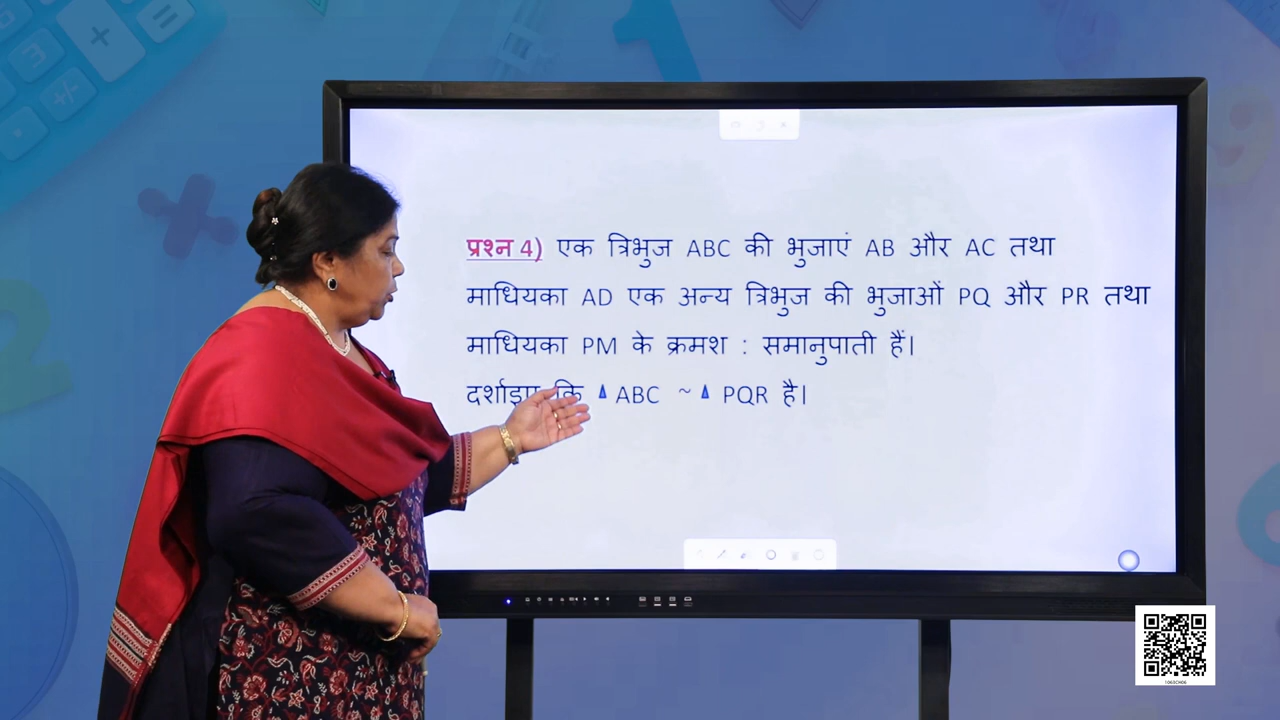 प्रश्न 4) एक त्रिभुज ABC की भुजाएं AB और AC तथा
माधियका AD एक अन्य त्रिभुज की भुजाओं PQ और PR तथा
माधियका PM के क्रमश : समानुपाती हैं।
दर्शाइए कि ▲ ABC ~ ▲ PQR है।